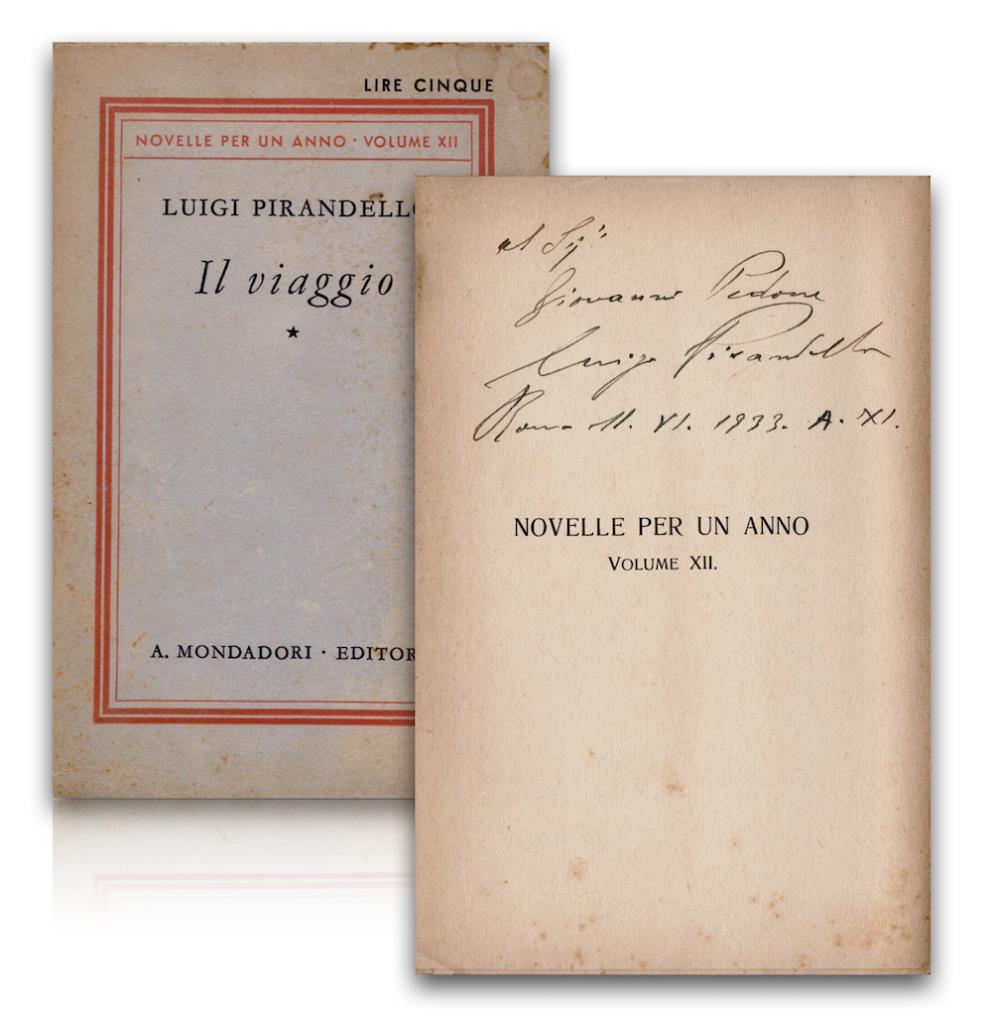 LIRE CINQUE
NOVELLE PER UN ANNO · VOLUME XII
LUIGI PIRANDELLO
Il viaggio
★
A. MONDADORI · EDITOR
al Sigr
Giovanni Pedone
Luigi Pirandello
Roma 11. VI. 1933. A. XI.
NOVELLE PER UN ANNO
VOLUME XII.